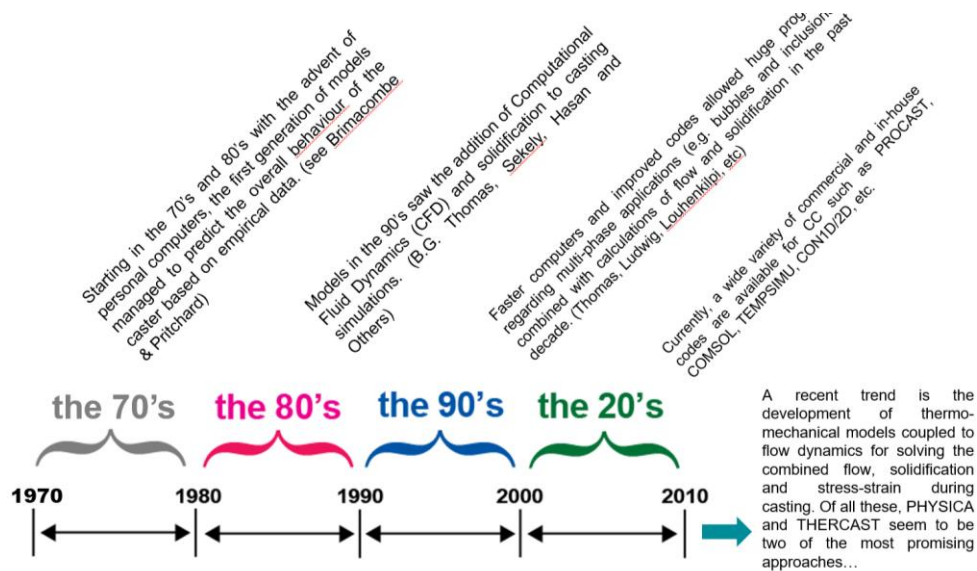 Starting in the 70's and 80's with the advent of
personal computers, the first generation of models
managed to predict the overall behaviour of the
caster based on empirical data. (see Brimacombe
& Pritchard)
Models in the 90's saw the addition of Computational
Fluid Dynamics (CFD) and solidification to casting
simulations. (B.G. Thomas, Sekely, Hasan and
Others)
Faster computers and improved codes allowed huge
regarding multi-phase applications (e.g. bubbles and inclusions
combined with calculations of flow and solidification in the past
decade. (Thomas, Ludwig, Louhenkilpi, etc)
Currently, a wide variety of commercial and in-house
codes are available for CC such as PROCAST,
COMSOL, TEMPSIMU, CON1D/2D, etc.
the 70's the 80's the 90's the 20's
1970 1980 1990 2000 2010
A recent trend is the
development of thermo-
mechanical models coupled to
flow dynamics for solving the
combined flow, solidification
and stress-strain during
casting. Of all these, PHYSICA
and THERCAST seem to be
two of the most promising
approaches…